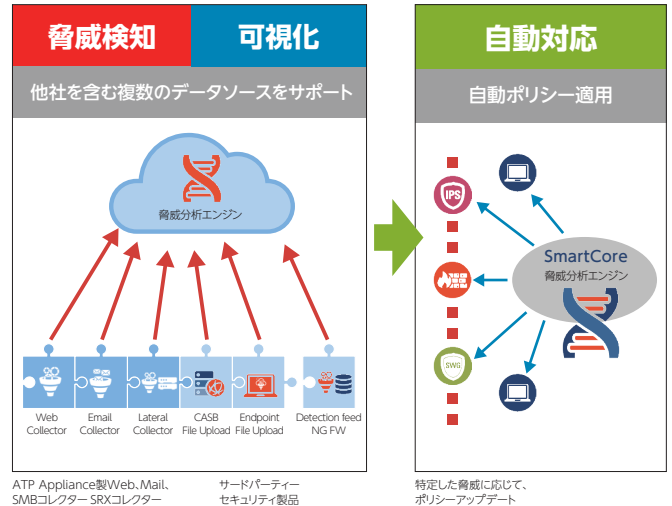 脅威検知
可視化
他社を含む複数のデータソースをサポート
脅威分析エンジン
Web
Collector
Email
Collector
Lateral
Collector
CASB
File Upload
Endpoint
File Upload
Detection feed
NG FW
ATP Appliance製Web、Mail、
SMBコレクター SRXコレクター
サードパーティー
セキュリティ製品
自動対応
自動ポリシー適用
IPS
SmartCore
脅威分析エンジン
SWG
特定した脅威に応じて、
ポリシーアップデート